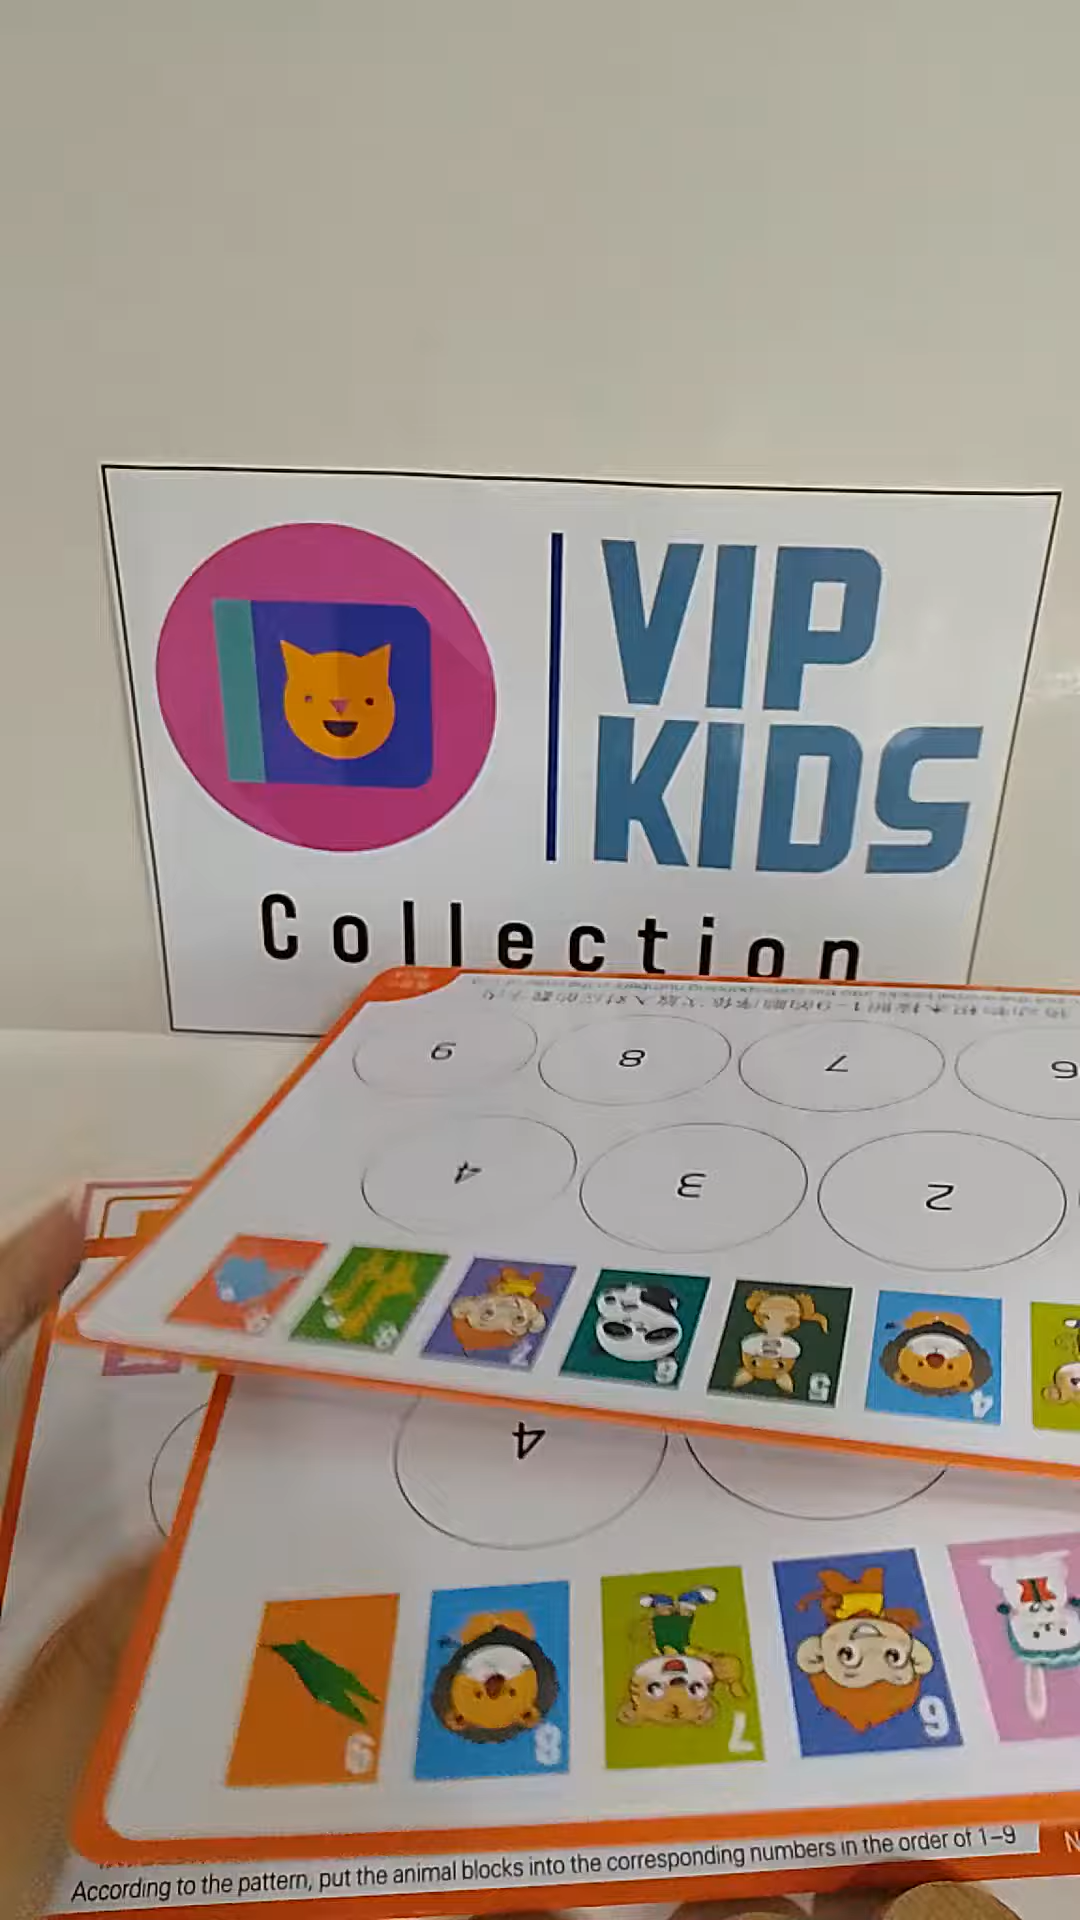 VIP
KIDS
Collection
9 8 7 6
4 3 2
9 8 7 6 5 4
4
9 8 7 6
According to the pattern, put the animal blocks into the corresponding numbers in the order of 1-9